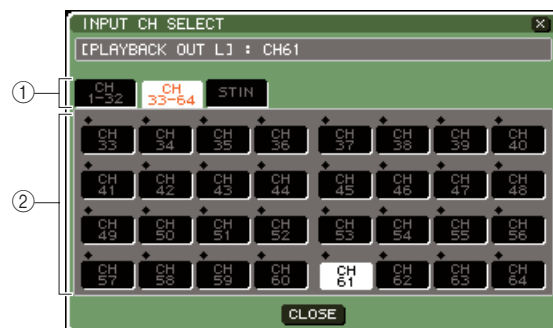 INPUT CH SELECT
[PLAYBACK OUT L] : CH61
① CH 1-32 CH 33-64 STIN
② CH 33 CH 34 CH 35 CH 36 CH 37 CH 38 CH 39 CH 40
CH 41 CH 42 CH 43 CH 44 CH 45 CH 46 CH 47 CH 48
CH 49 CH 50 CH 51 CH 52 CH 53 CH 54 CH 55 CH 56
CH 57 CH 58 CH 59 CH 60 CH 61 CH 62 CH 63 CH 64
CLOSE